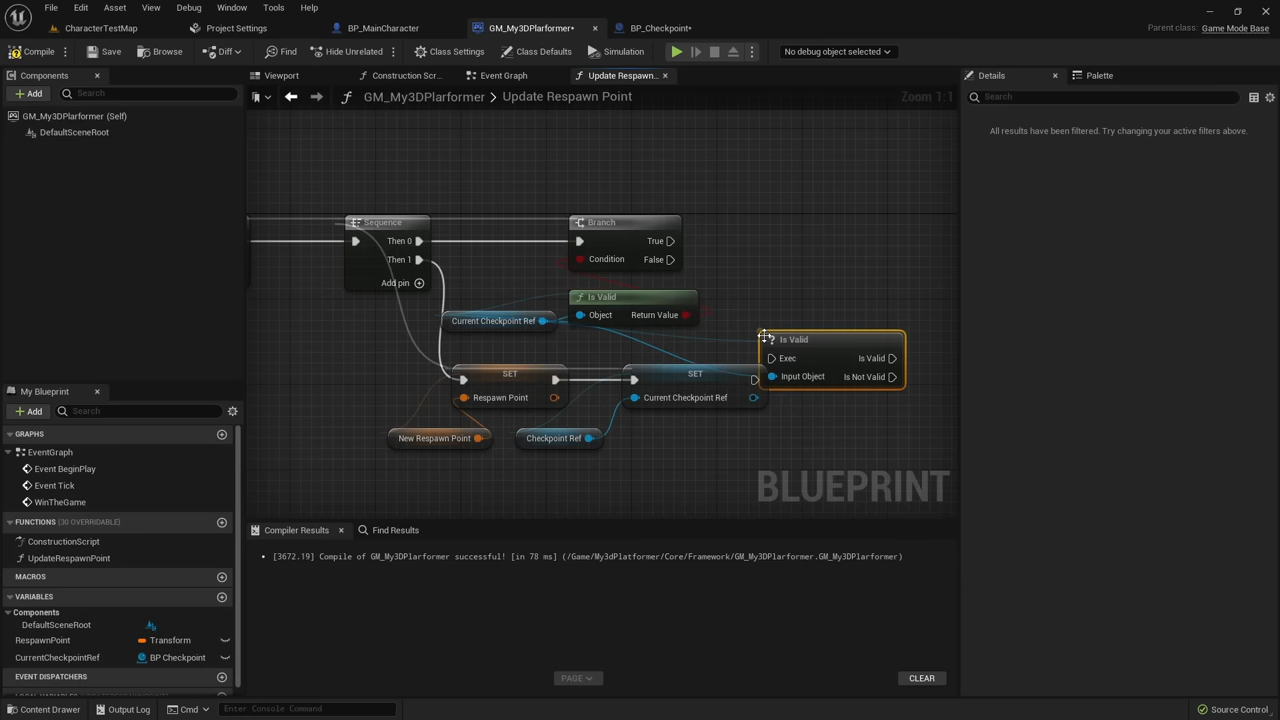 File Edit Asset View Debug Window Tools Help
CharacterTestMap Project Settings BP_MainCharacter GM_My3DPlarformer* BP_Checkpoint* Parent class: Game Mode Base
Compile Save Browse Diff Find Hide Unrelated Class Settings Class Defaults Simulation No debug object selected
Components Viewport Construction Scr... Event Graph Update Respawn... Details Palette
Add Search GM_My3DPlarformer > Update Respawn Point Zoom 1:1 Search
GM_My3DPlarformer (Self)
DefaultSceneRoot
All results have been filtered. Try changing your active filters above.
Sequence Branch
Then 0 True
Then 1 Condition False
Add pin
Is Valid
Current Checkpoint Ref Object Return Value
Is Valid
Exec Is Valid
SET SET Input Object Is Not Valid
Respawn Point Current Checkpoint Ref
New Respawn Point Checkpoint Ref
BLUEPRINT
My Blueprint
Add Search
GRAPHS
EventGraph
Event BeginPlay
Event Tick
WinTheGame
FUNCTIONS (30 OVERRIDABLE)
ConstructionScript
UpdateRespawnPoint
MACROS
VARIABLES
Components
DefaultSceneRoot
RespawnPoint Transform
CurrentCheckpointRef BP Checkpoint
EVENT DISPATCHERS
Compiler Results Find Results
[3672.19] Compile of GM_My3DPlarformer successful! [in 78 ms] (/Game/My3dPlatformer/Core/Framework/GM_My3DPlarformer.GM_My3DPlarformer)
PAGE CLEAR
Content Drawer Output Log Cmd Enter Console Command Source Control